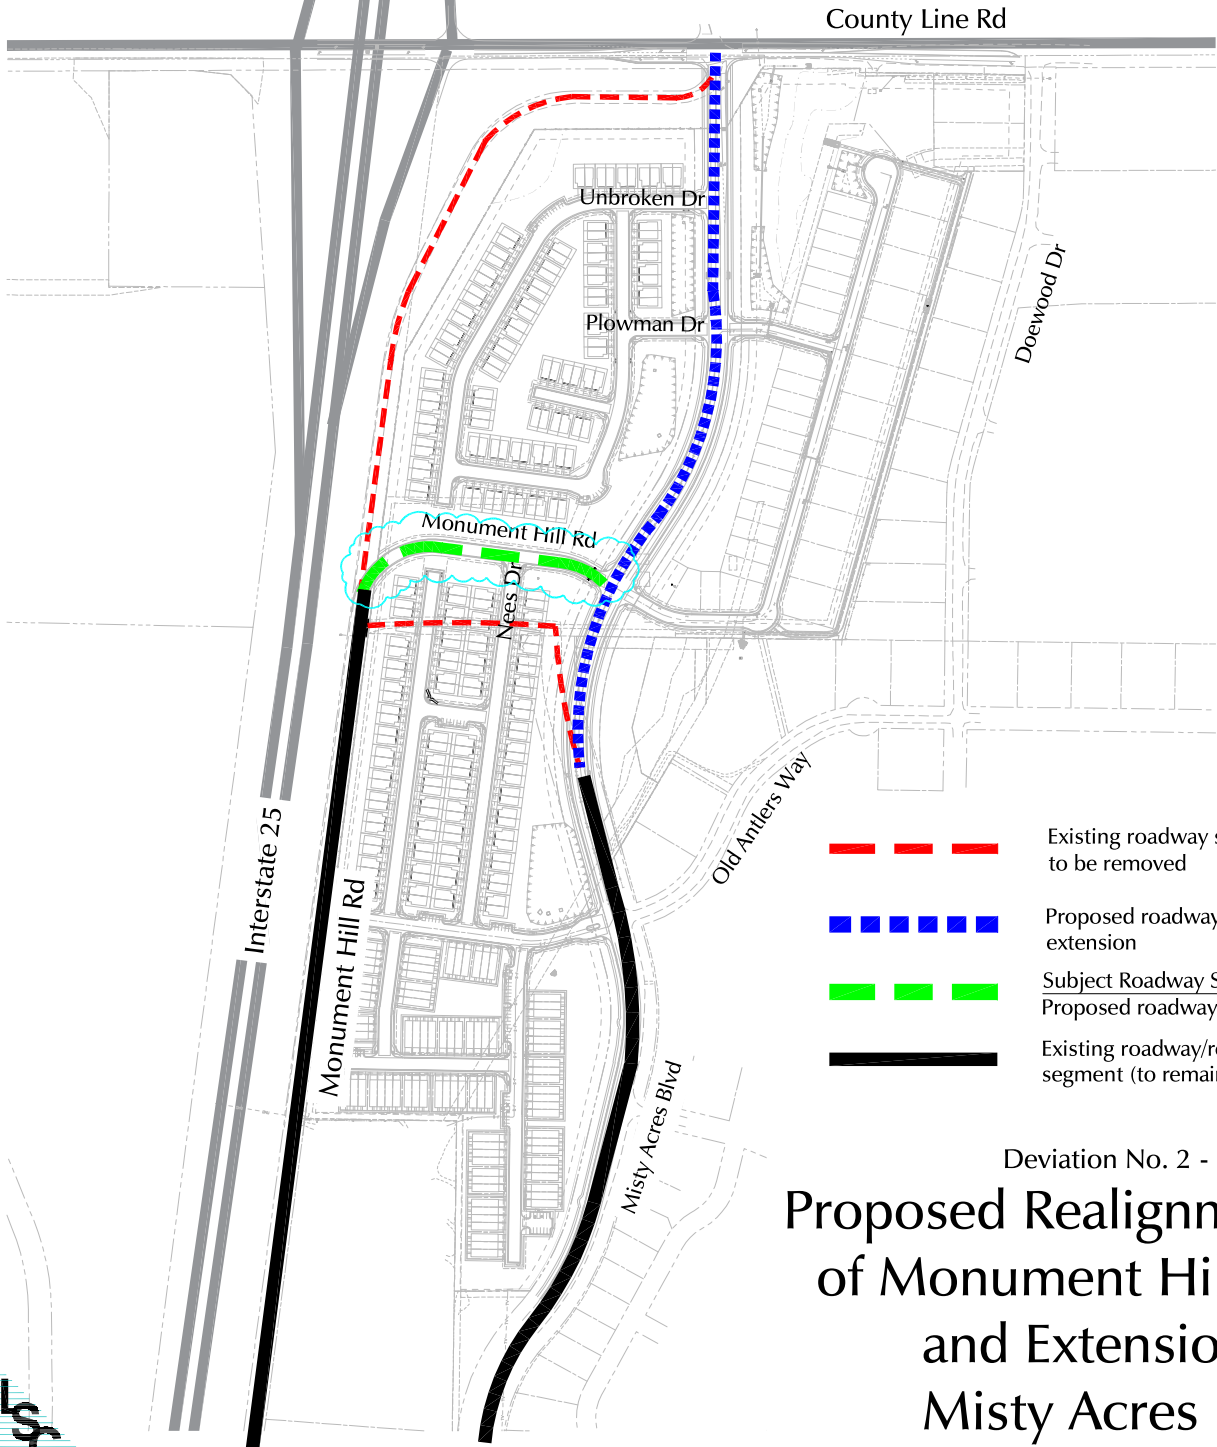 County Line Rd
Unbroken Dr
Plowman Dr
Doewood Dr
Monument Hill Rd
Nees Dr
Old Antlers Way
Interstate 25
Monument Hill Rd
Misty Acres Blvd
Existing roadway s
to be removed
Proposed roadway
extension
Subject Roadway S
Proposed roadway
Existing roadway/r
segment (to remai
Deviation No. 2 -
Proposed Realign
of Monument Hi
and Extensio
Misty Acres
LSC